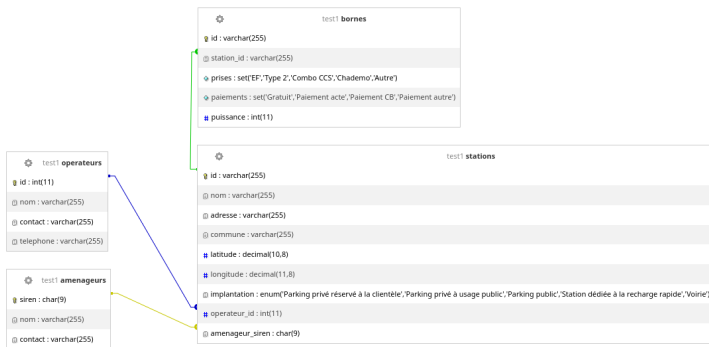 test1 bornes
id : varchar(255)
station_id : varchar(255)
prises : set('EF','Type 2','Combo CCS','Chademo','Autre')
paiements : set('Gratuit','Paiement acte','Paiement CB','Paiement autre')
# puissance : int(11)
test1 operateurs
id : int(11)
nom : varchar(255)
contact : varchar(255)
telephone : varchar(255)
test1 amenageurs
siren : char(9)
nom : varchar(255)
contact : varchar(255)
test1 stations
id : varchar(255)
nom : varchar(255)
adresse : varchar(255)
commune : varchar(255)
# latitude : decimal(10,8)
# longitude : decimal(11,8)
implantation : enum('Parking privé réservé à la clientèle','Parking privé à usage public','Parking public','Station dédiée à la recharge rapide','Voirie')
# operateur_id : int(11)
amenageur_siren : char(9)